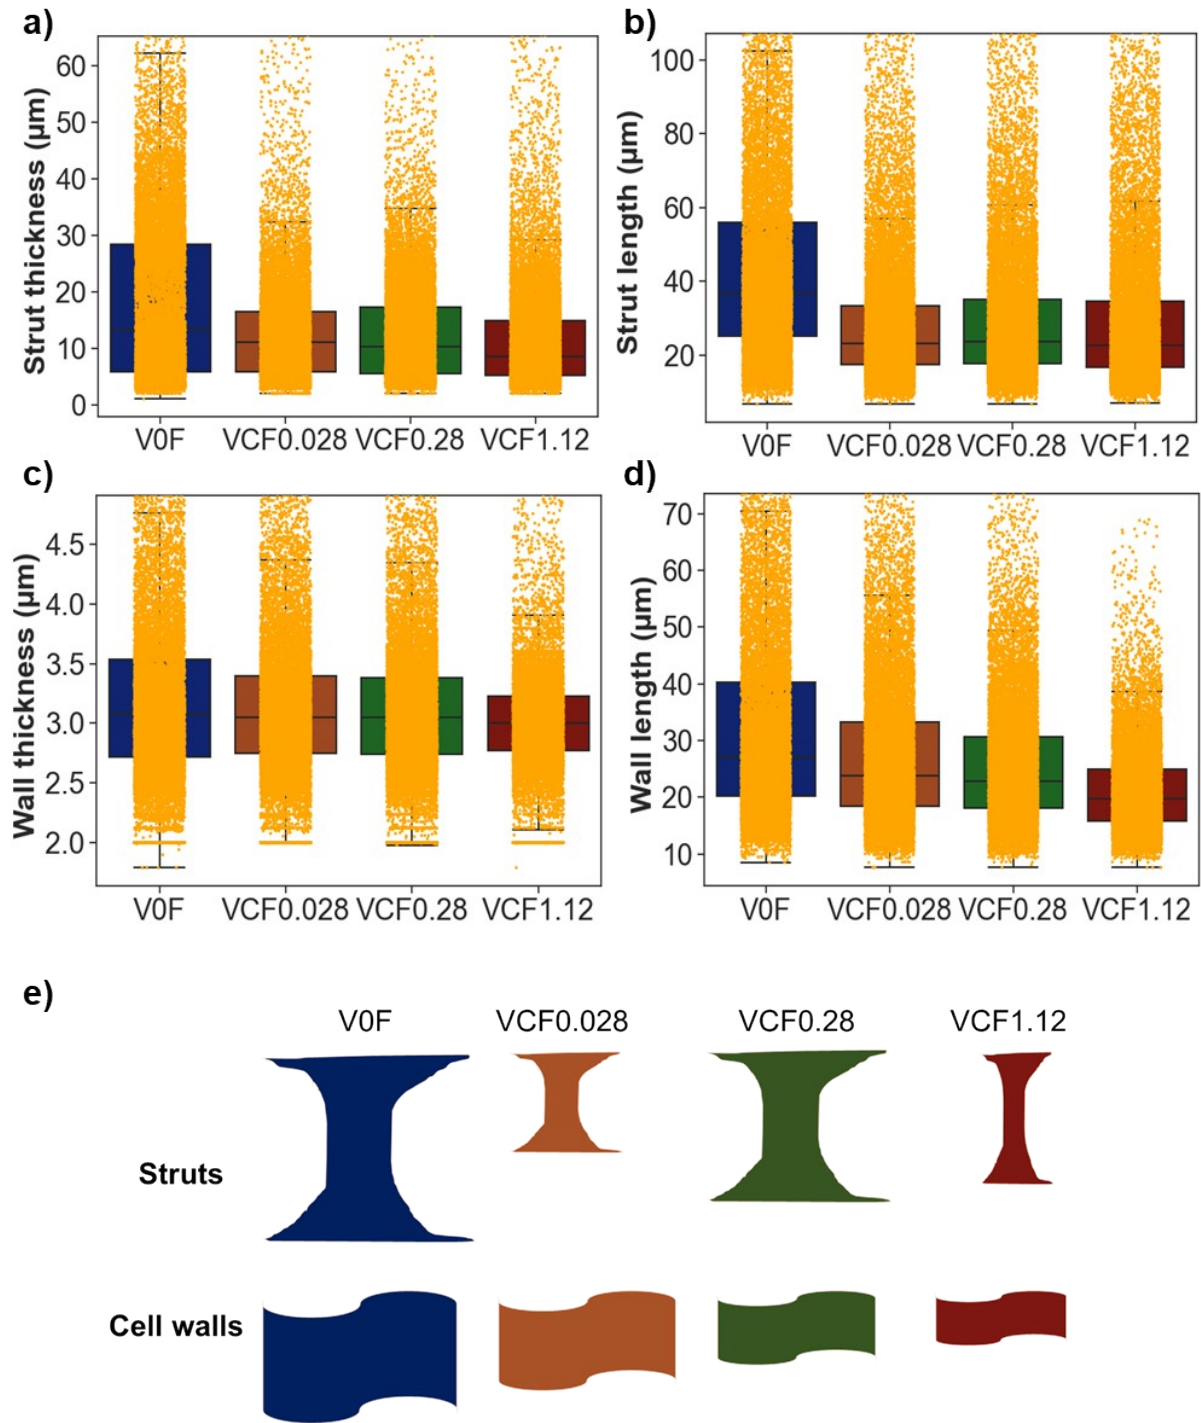 a)
Strut thickness (µm)
60
50
40
30
20
10
0
V0F VCF0.028 VCF0.28 VCF1.12
b)
Strut length (µm)
100
80
60
40
20
V0F VCF0.028 VCF0.28 VCF1.12
c)
Wall thickness (µm)
4.5
4.0
3.5
3.0
2.5
2.0
V0F VCF0.028 VCF0.28 VCF1.12
d)
Wall length (µm)
70
60
50
40
30
20
10
V0F VCF0.028 VCF0.28 VCF1.12
e)
V0F VCF0.028 VCF0.28 VCF1.12
Struts
Cell walls